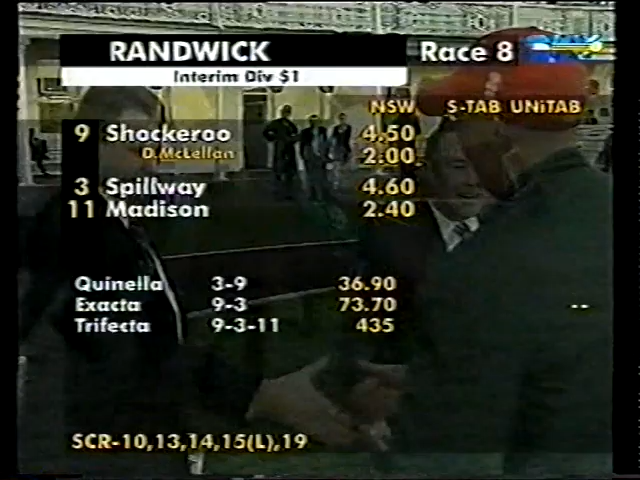 RANDWICK Race 8
Interim Div $1
NSW S-TAB UNiTAB
9 Shockeroo 4.50
D.McLellan 2.00
3 Spillway 4.60
11 Madison 2.40
Quinella 3-9 36.90
Exacta 9-3 73.70
Trifecta 9-3-11 435
SCR-10,13,14,15(L),19